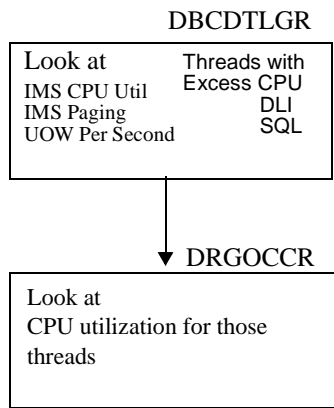 DBCDTLGR
Look at
IMS CPU Util
IMS Paging
UOW Per Second
Threads with
Excess CPU
DLI
SQL
DRGOCCR
Look at
CPU utilization for those
threads